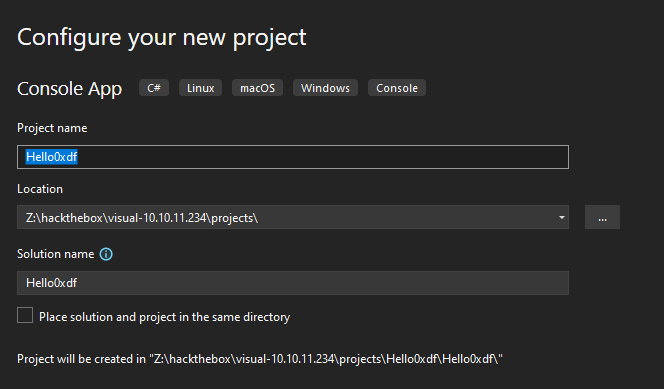 Configure your new project
Console App C# Linux macOS Windows Console
Project name
Hello0xdf
Location
Z:\hackthebox\visual-10.10.11.234\projects\
...
Solution name
Hello0xdf
Place solution and project in the same directory
Project will be created in "Z:\hackthebox\visual-10.10.11.234\projects\Hello0xdf\Hello0xdf\"